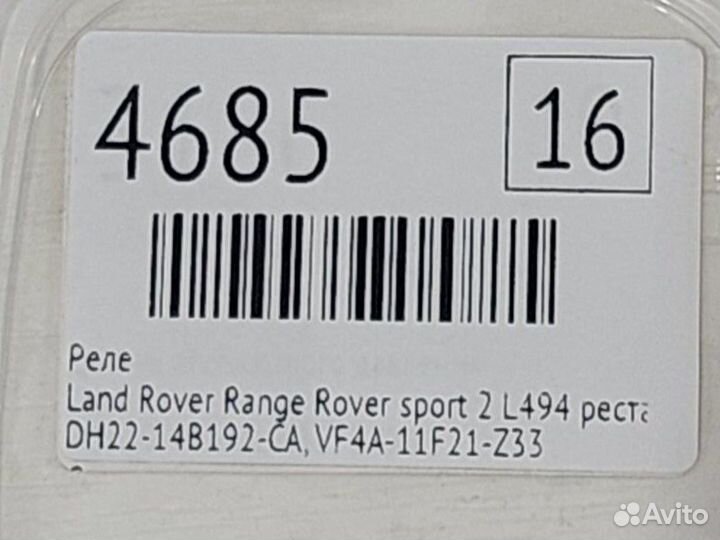 4685
16
Реле
Land Rover Range Rover sport 2 L494 реста
DH22-14B192-CA, VF4A-11F21-Z33
Avito